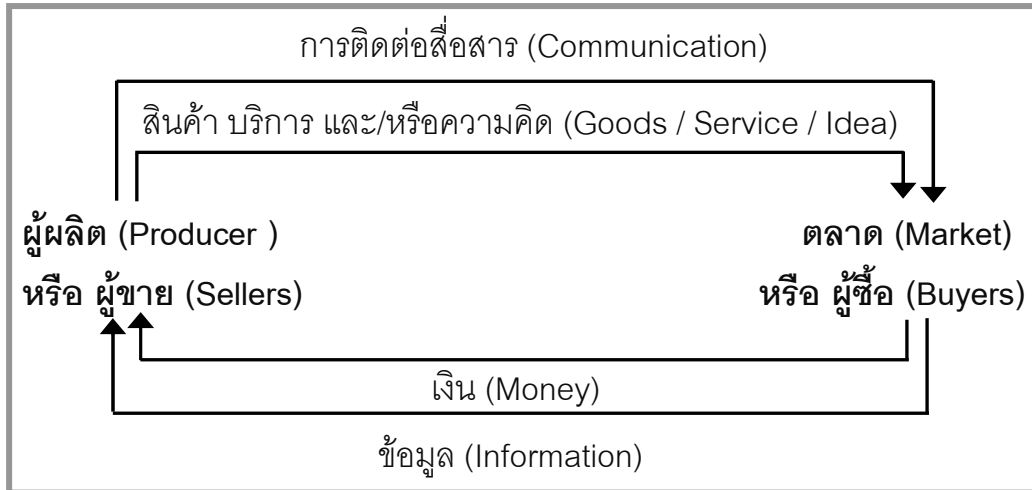 การติดต่อสื่อสาร (Communication)
สินค้า บริการ และ/หรือความคิด (Goods / Service / Idea)
ผู้ผลิต (Producer )
ตลาด (Market)
หรือ ผู้ขาย (Sellers)
หรือ ผู้ซื้อ (Buyers)
เงิน (Money)
ข้อมูล (Information)